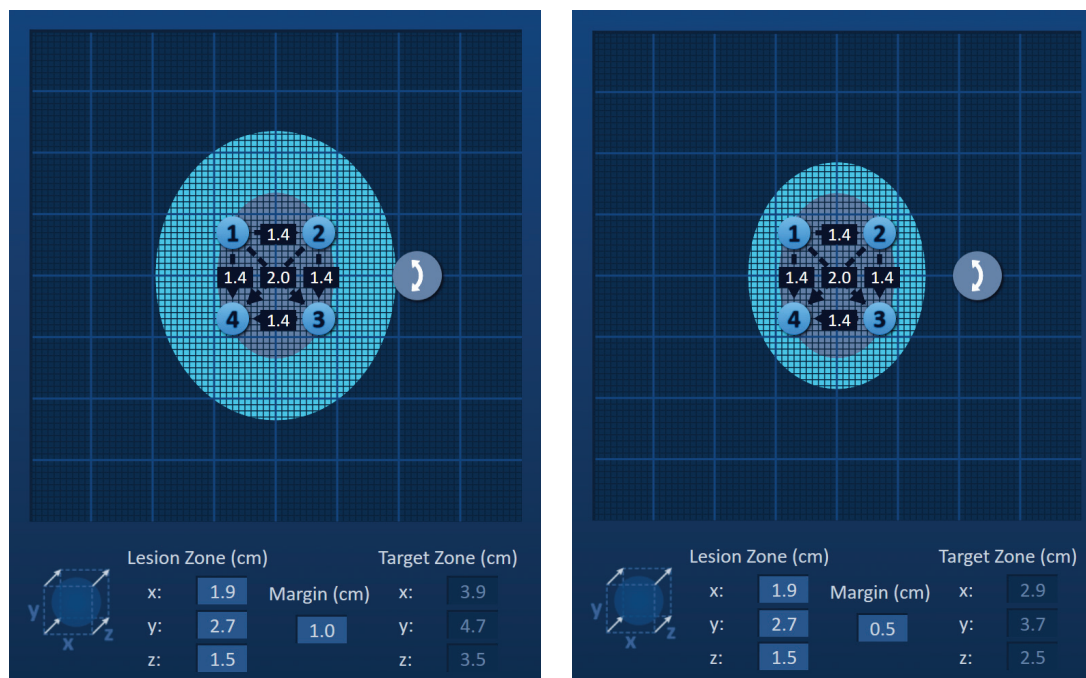 1 1.4 2
1.4 2.0 1.4
4 1.4 3
Lesion Zone (cm) Target Zone (cm)
x: 1.9 Margin (cm) x: 3.9
y: 2.7 1.0 y: 4.7
z: 1.5 z: 3.5
y x z
1 1.4 2
1.4 2.0 1.4
4 1.4 3
Lesion Zone (cm) Target Zone (cm)
x: 1.9 Margin (cm) x: 2.9
y: 2.7 0.5 y: 3.7
z: 1.5 z: 2.5
y x z